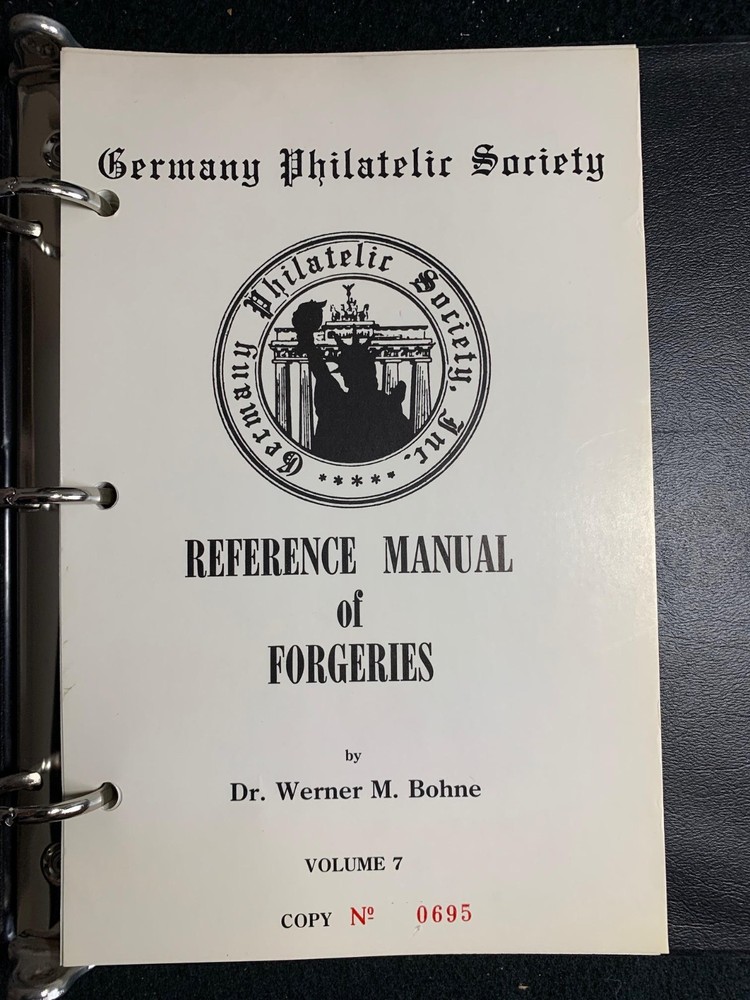 Germany Philatelic Society
Germany Philatelic Society, Inc.
*****
REFERENCE MANUAL
of
FORGERIES
by
Dr. Werner M. Bohne
VOLUME 7
COPY Nº 0695